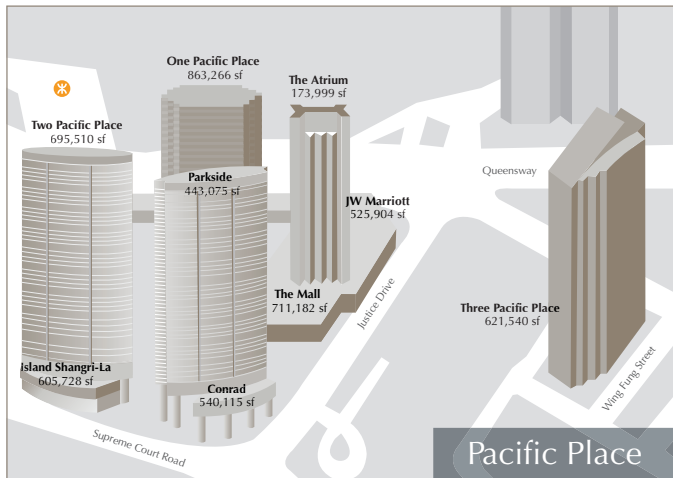 One Pacific Place
863,266 sf
The Atrium
173,999 sf
Two Pacific Place
695,510 sf
Parkside
443,075 sf
Queensway
JW Marriott
525,904 sf
The Mall
711,182 sf
Justice Drive
Three Pacific Place
621,540 sf
Island Shangri-La
605,728 sf
Conrad
540,115 sf
Wing Fung Street
Supreme Court Road
Pacific Place